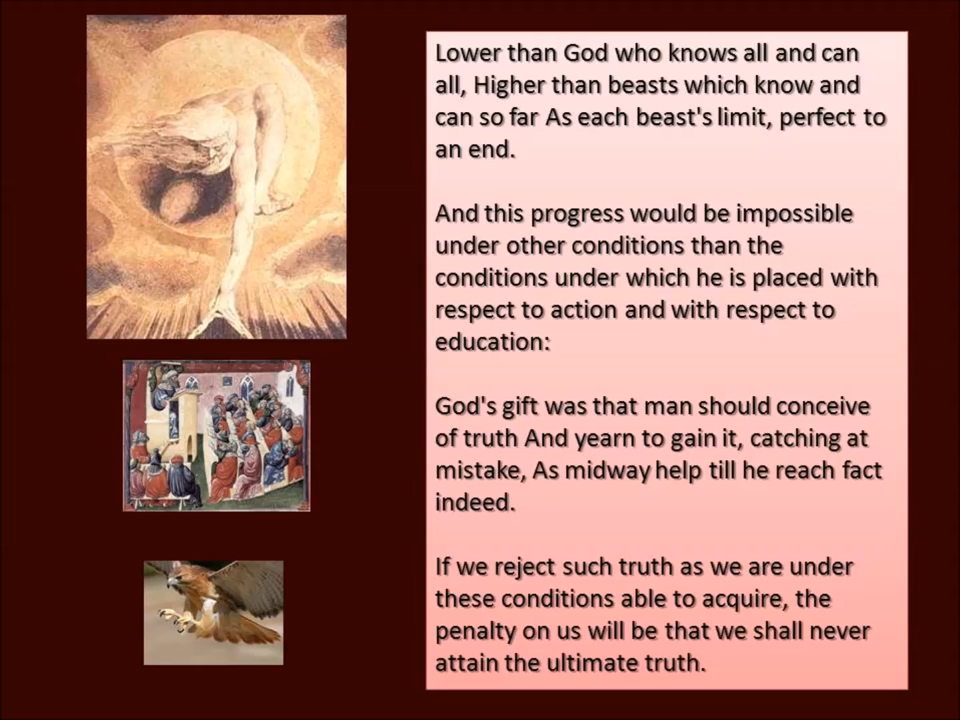 Lower than God who knows all and can
all, Higher than beasts which know and
can so far As each beast's limit, perfect to
an end.
And this progress would be impossible
under other conditions than the
conditions under which he is placed with
respect to action and with respect to
education:
God's gift was that man should conceive
of truth And yearn to gain it, catching at
mistake, As midway help till he reach fact
indeed.
If we reject such truth as we are under
these conditions able to acquire, the
penalty on us will be that we shall never
attain the ultimate truth.